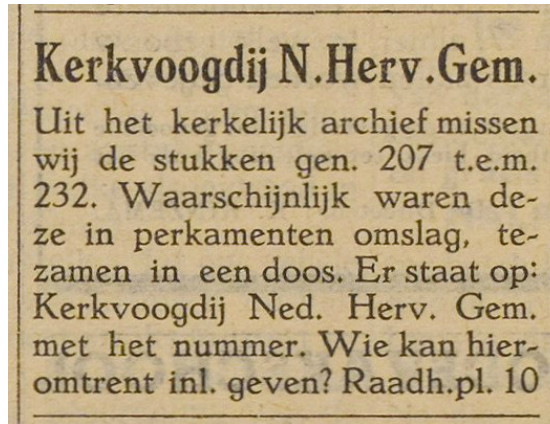 Kerkvoogdij N.Herv.Gem.
Uit het kerkelijk archief missen
wij de stukken gen. 207 t.e.m.
232. Waarschijnlijk waren de-
ze in perkamenten omslag, te-
zamen in een doos. Er staat op:
Kerkvoogdij Ned. Herv. Gem.
met het nummer. Wie kan hier-
omtrent inl. geven? Raadh.pl. 10